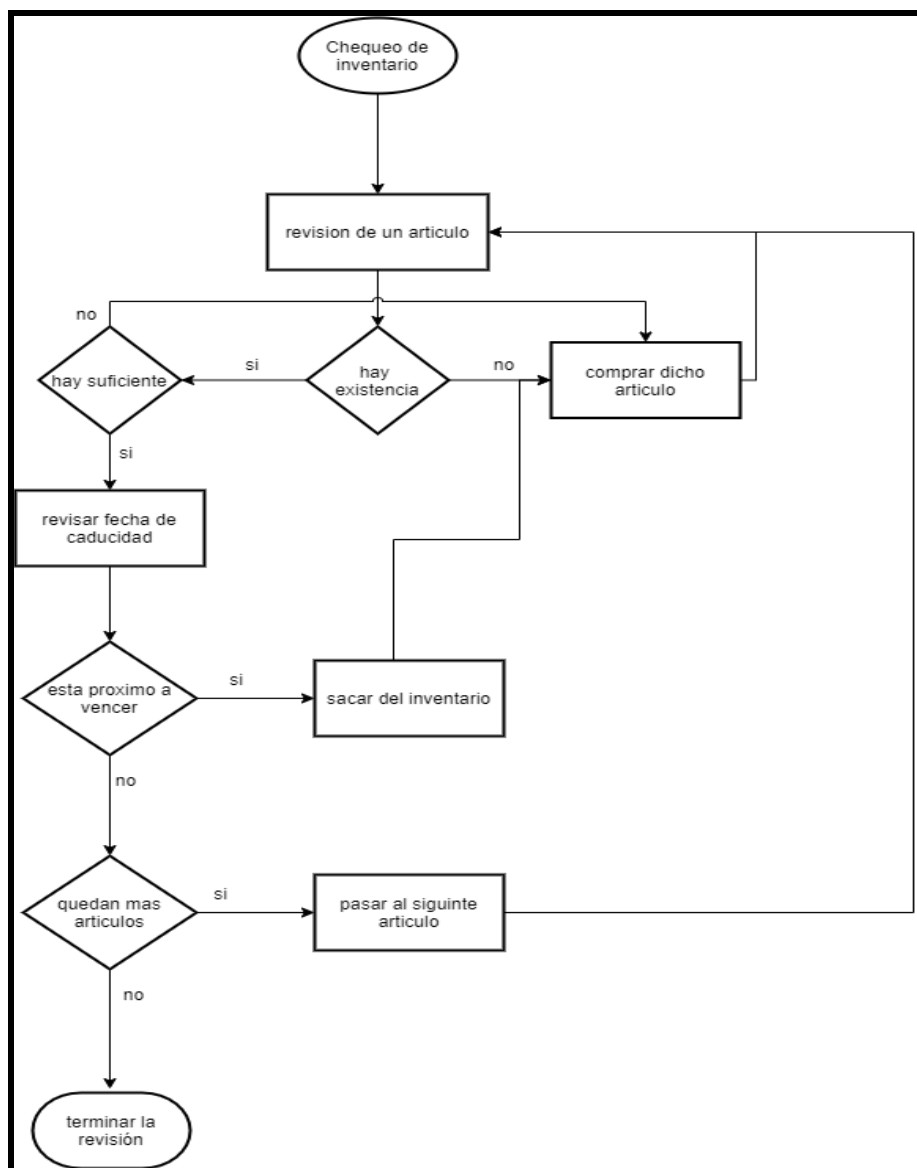 Chequeo de
inventario
revision de un articulo
no
hay suficiente
si
hay
existencia
no
comprar dicho
articulo
si
revisar fecha de
caducidad
esta proximo a
vencer
si
sacar del inventario
no
quedan mas
articulos
si
pasar al siguinte
articulo
no
terminar la
revisión